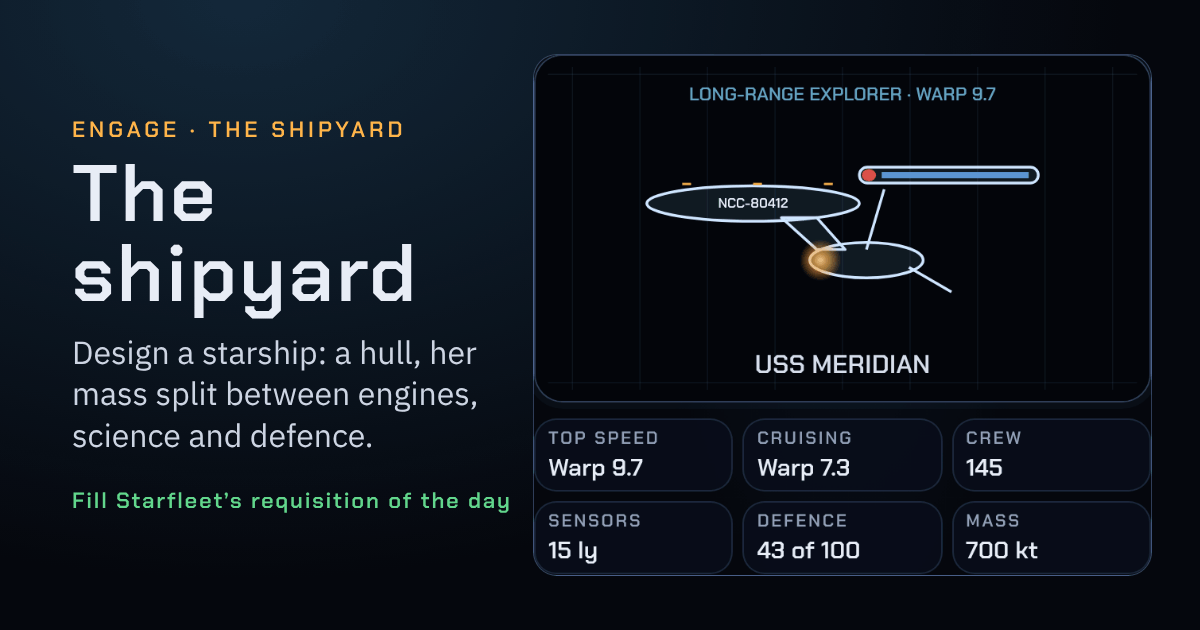 ENGAGE · THE SHIPYARD
The
shipyard
Design a starship: a hull, her
mass split between engines,
science and defence.
Fill Starfleet’s requisition of the day
LONG-RANGE EXPLORER · WARP 9.7
NCC-80412
USS MERIDIAN
TOP SPEED
Warp 9.7
CRUISING
Warp 7.3
CREW
145
SENSORS
15 ly
DEFENCE
43 of 100
MASS
700 kt